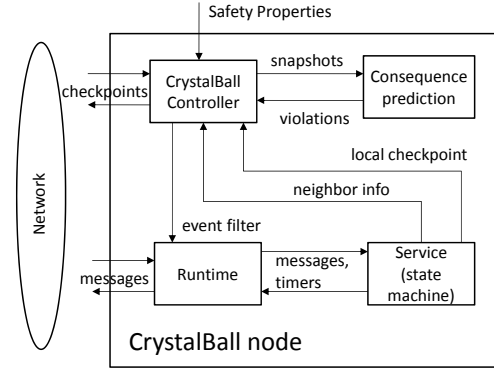 Safety Properties
CrystalBall
Controller
snapshots
Consequence
prediction
checkpoints
violations
local checkpoint
neighbor info
Network
event filter
Runtime
messages,
timers
Service
(state
machine)
messages
CrystalBall node